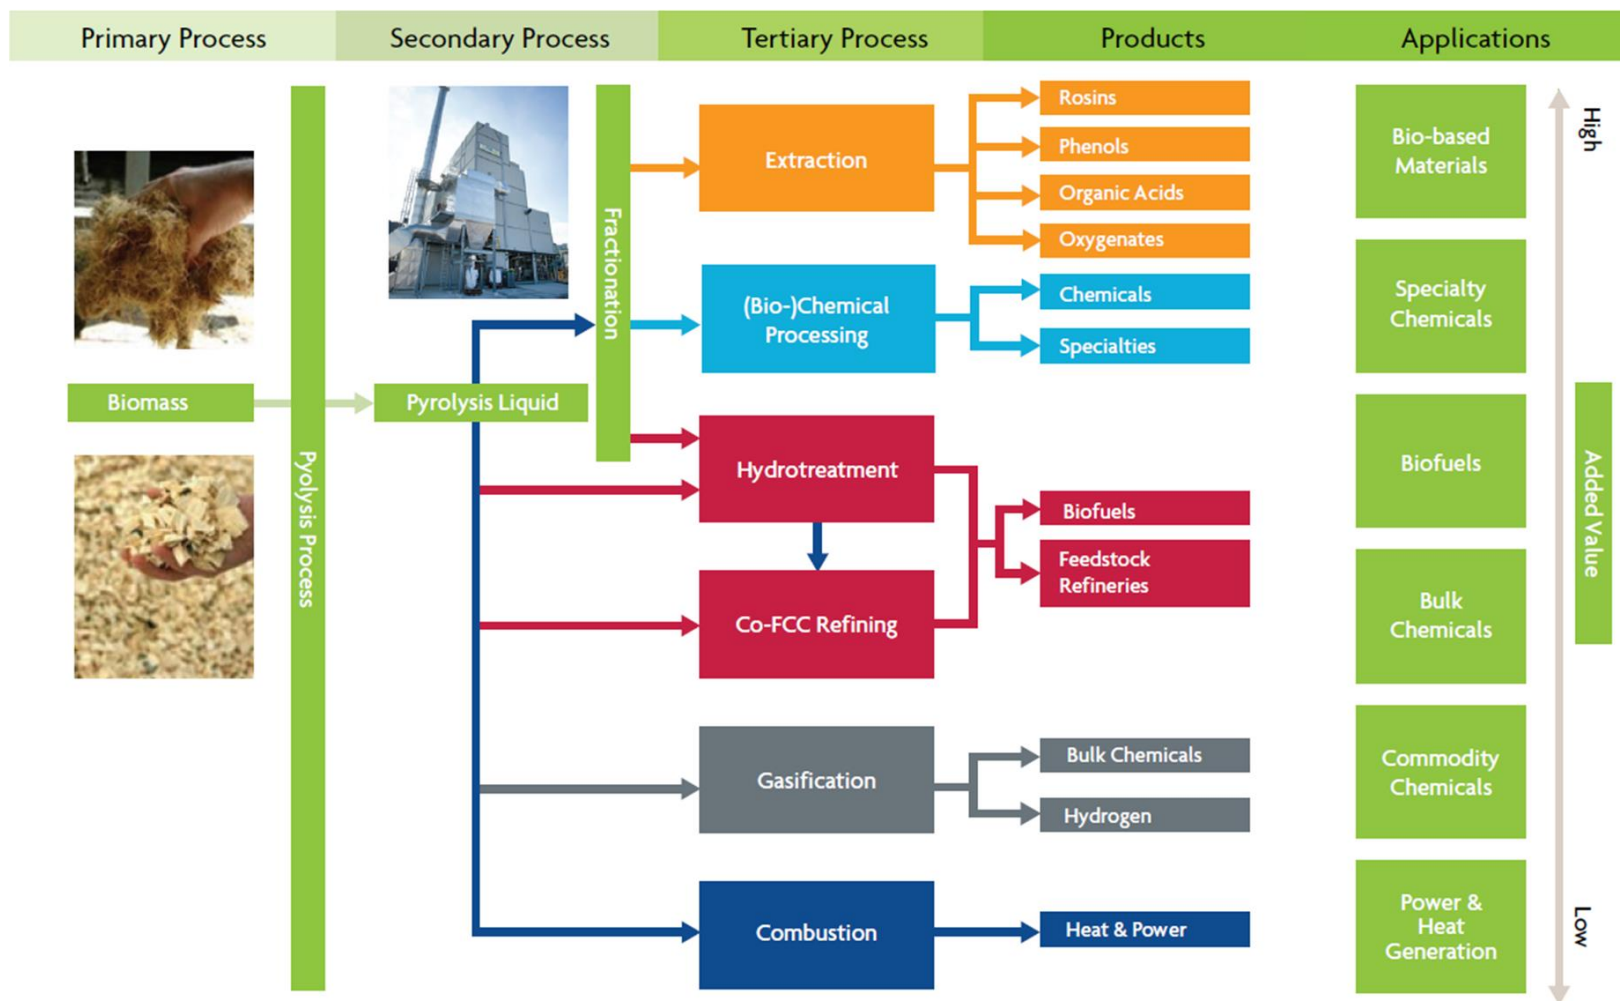 Primary Process
Secondary Process
Tertiary Process
Products
Applications
Biomass
Pyolysis Process
Pyrolysis Liquid
Fractionation
Extraction
(Bio-)Chemical
Processing
Hydrotreatment
Co-FCC Refining
Gasification
Combustion
Rosins
Phenols
Organic Acids
Oxygenates
Chemicals
Specialties
Biofuels
Feedstock
Refineries
Bulk Chemicals
Hydrogen
Heat & Power
Bio-based
Materials
Specialty
Chemicals
Biofuels
Bulk
Chemicals
Commodity
Chemicals
Power &
Heat
Generation
High
Added Value
Low